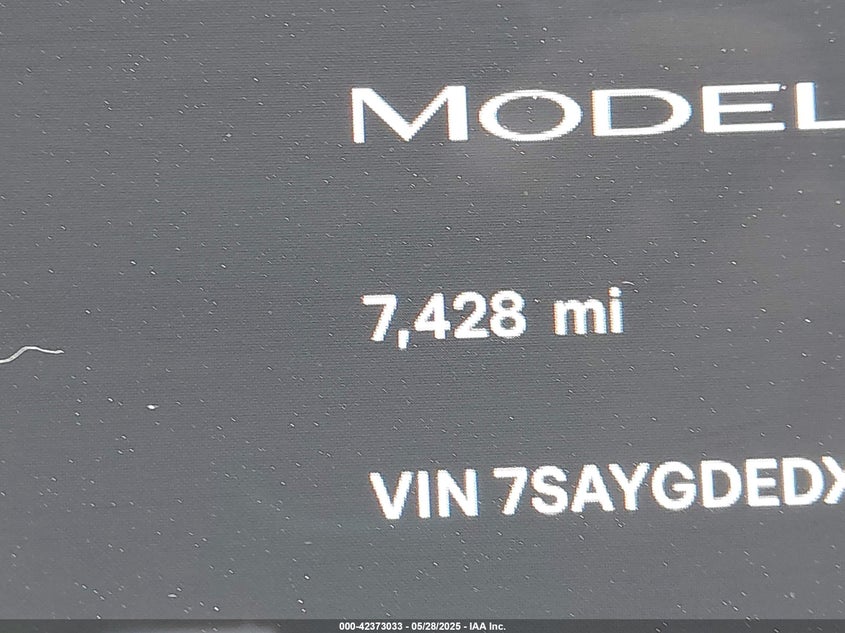 MODEL
7,428 mi
VIN 7SAYGDEDX
000-42373033 - 05/28/2025 - IAA Inc.